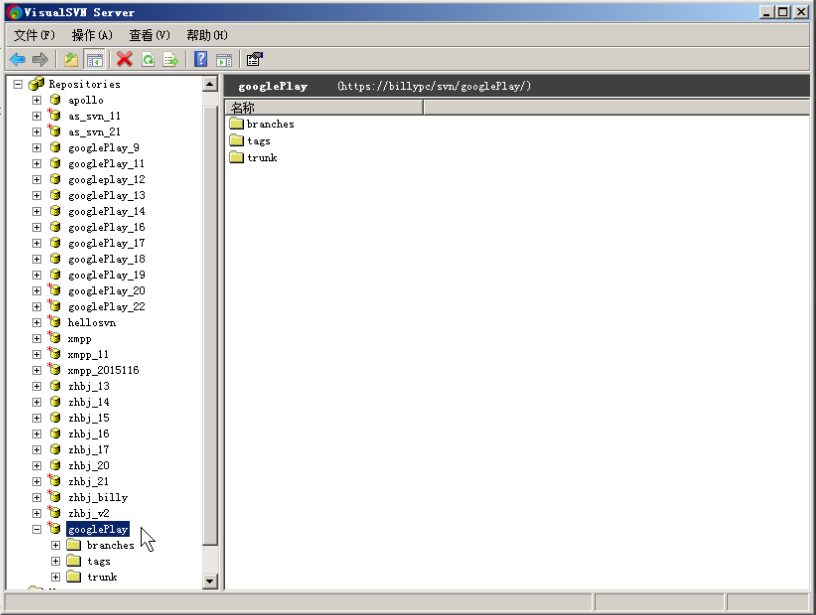 VisualSVN Server
文件(F) 操作(A) 查看(V) 帮助(H)
Repositories
apollo
as_svn_11
as_svn_21
googlePlay_9
googlePlay_11
googleplay_12
googlePlay_13
googlePlay_14
googlePlay_16
googlePlay_17
googlePlay_18
googlePlay_19
googlePlay_20
googlePlay_22
hellosvn
xmpp
xmpp_11
xmpp_2015116
zhbj_13
zhbj_14
zhbj_15
zhbj_16
zhbj_17
zhbj_20
zhbj_21
zhbj_billy
zhbj_v2
googlePlay
branches
tags
trunk
googlePlay (https://billypc/svn/googlePlay/)
名称
branches
tags
trunk